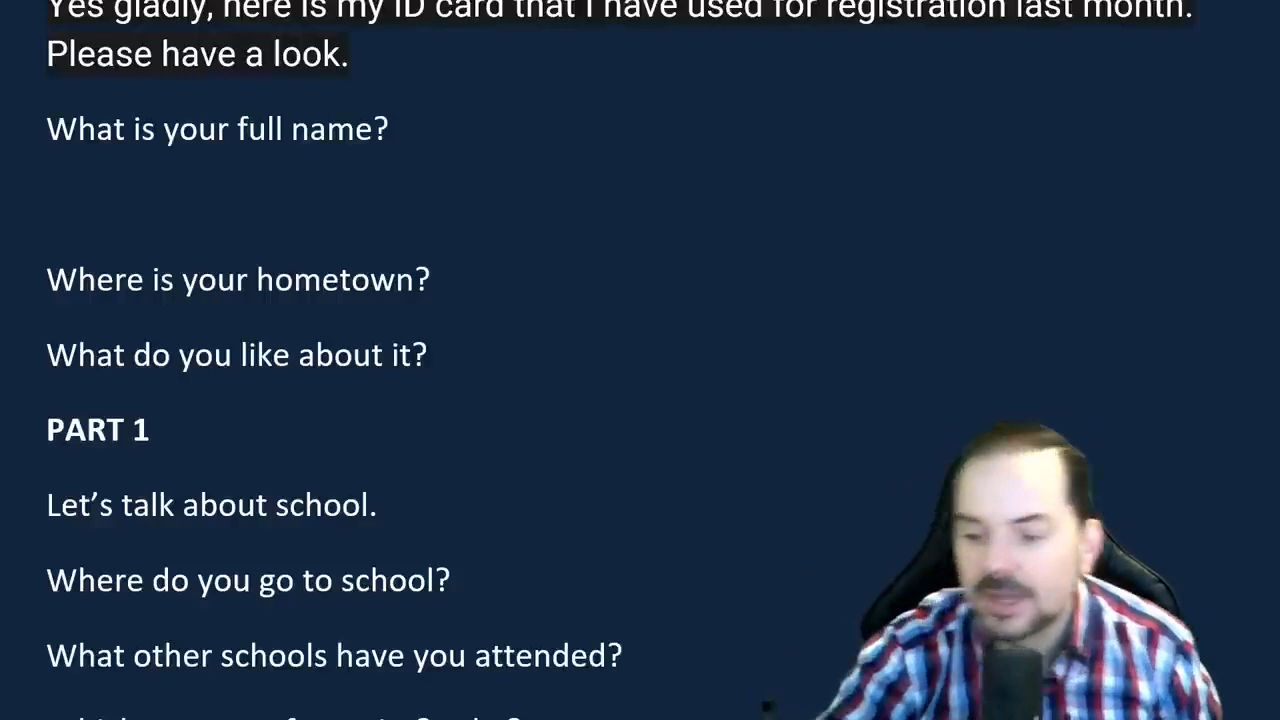 Yes gladly, here is my ID card that I have used for registration last month.
Please have a look.
What is your full name?
Where is your hometown?
What do you like about it?
PART 1
Let’s talk about school.
Where do you go to school?
What other schools have you attended?